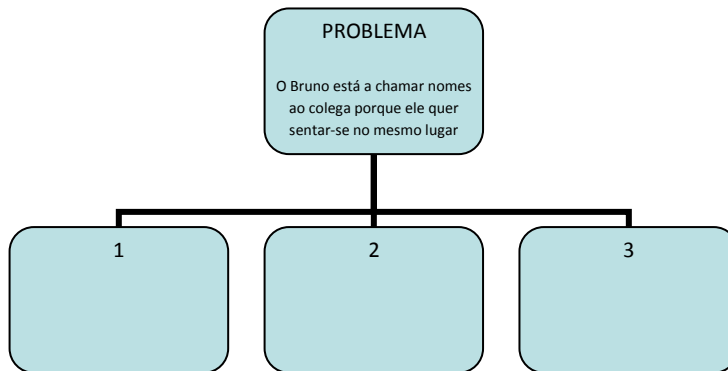 PROBLEMA
O Bruno está a chamar nomes
ao colega porque ele quer
sentar-se no mesmo lugar
1
2
3